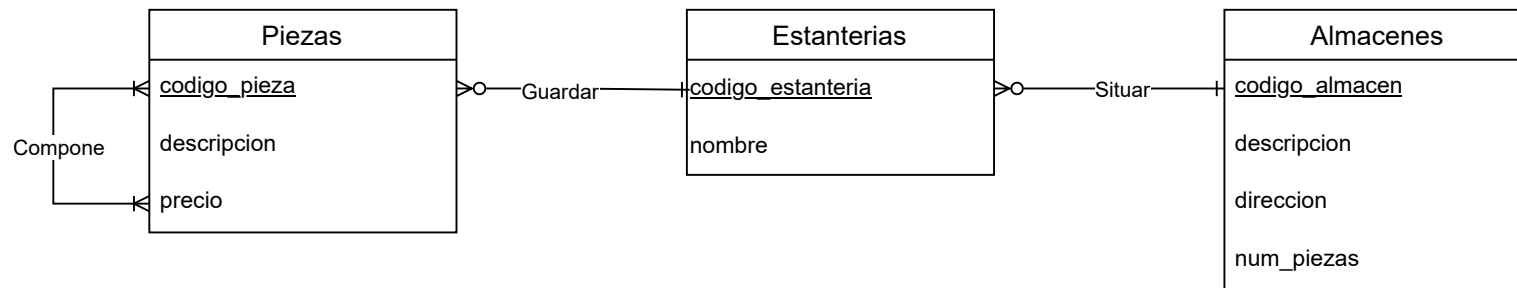 Piezas
codigo_pieza
descripcion
precio
Compone
Guardar
Estanterias
codigo_estanteria
nombre
Situar
Almacenes
codigo_almacen
descripcion
direccion
num_piezas